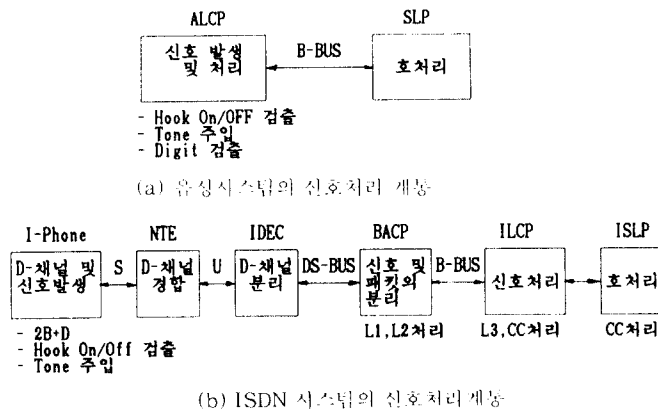 ALCP
SLP
신호 발생
및 처리
B-BUS
호처리
- Hook On/OFF 검출
- Tone 주입
- Digit 검출
(a) 음성시스팀의 신호처리 계통
I-Phone
NTE
IDEC
BACP
ILCP
ISLP
D-채널 및
신호발생
S
D-채널
경합
U
D-채널
분리
DS-BUS
신호 및
패킷의
분리
B-BUS
신호처리
호처리
L1,L2처리
L3,CC처리
CC처리
- 2B+D
- Hook On/Off 검출
- Tone 주입
(b) ISDN 시스팀의 신호처리계통